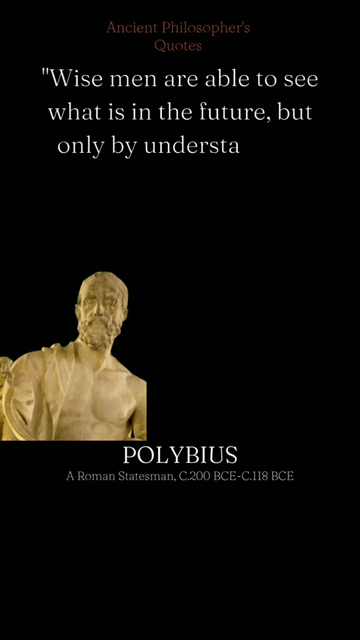 Ancient Philosopher's
Quotes
"Wise men are able to see
what is in the future, but
only by understa
POLYBIUS
A Roman Statesman, C.200 BCE-C.118 BCE